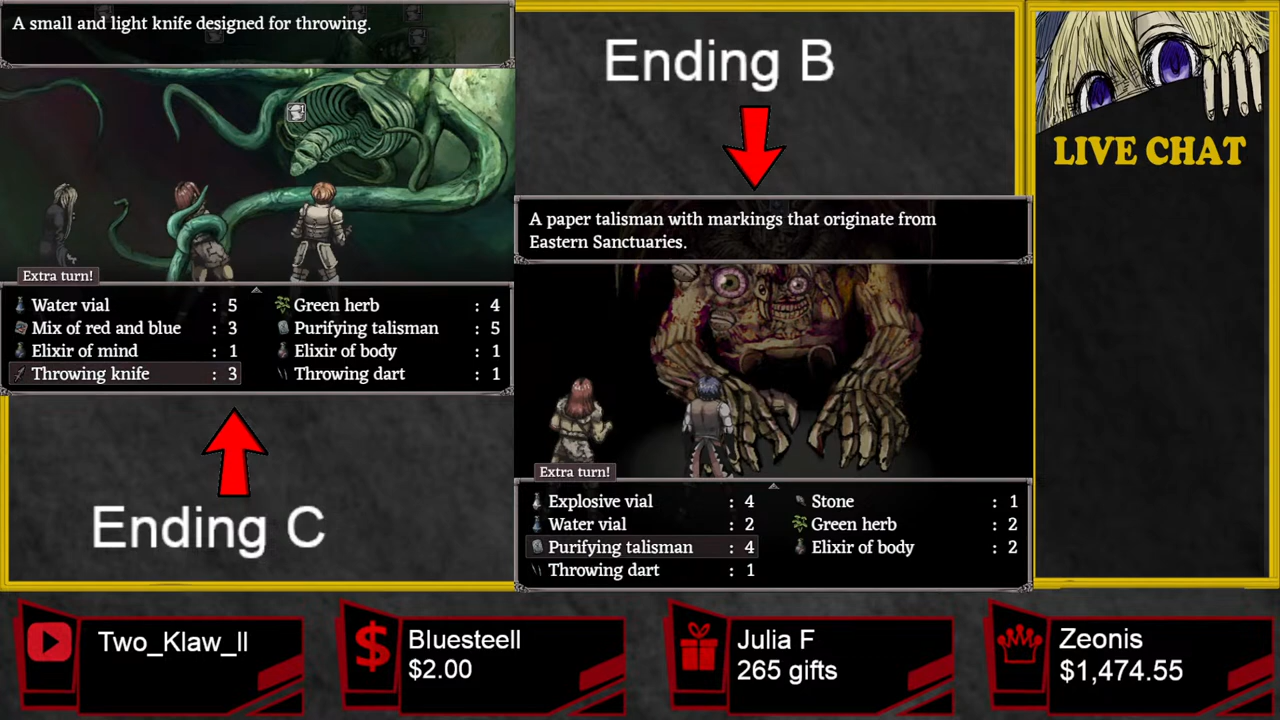 A small and light knife designed for throwing.
Extra turn!
Water vial : 5
Green herb : 4
Mix of red and blue : 3
Purifying talisman : 5
Elixir of mind : 1
Elixir of body : 1
Throwing knife : 3
Throwing dart : 1
Ending C
Ending B
A paper talisman with markings that originate from
Eastern Sanctuaries.
Extra turn!
Explosive vial : 4
Stone : 1
Water vial : 2
Green herb : 2
Purifying talisman : 4
Elixir of body : 2
Throwing dart : 1
LIVE CHAT
Two_Klaw_ll
Bluesteell
$2.00
Julia F
265 gifts
Zeonis
$1,474.55